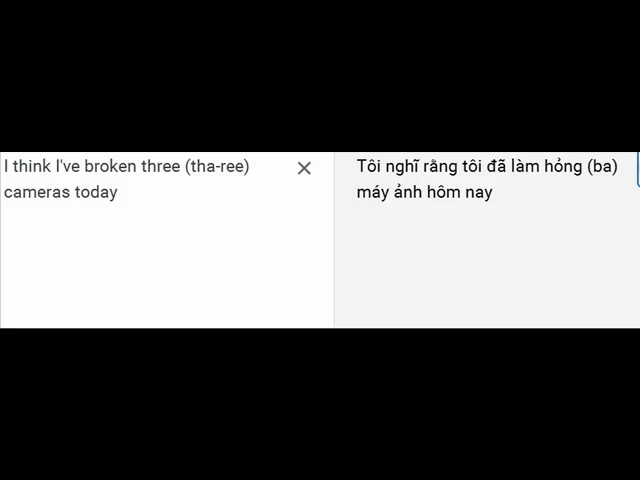 I think I've broken three (tha-ree)
cameras today
Tôi nghĩ rằng tôi đã làm hỏng (ba)
máy ảnh hôm nay